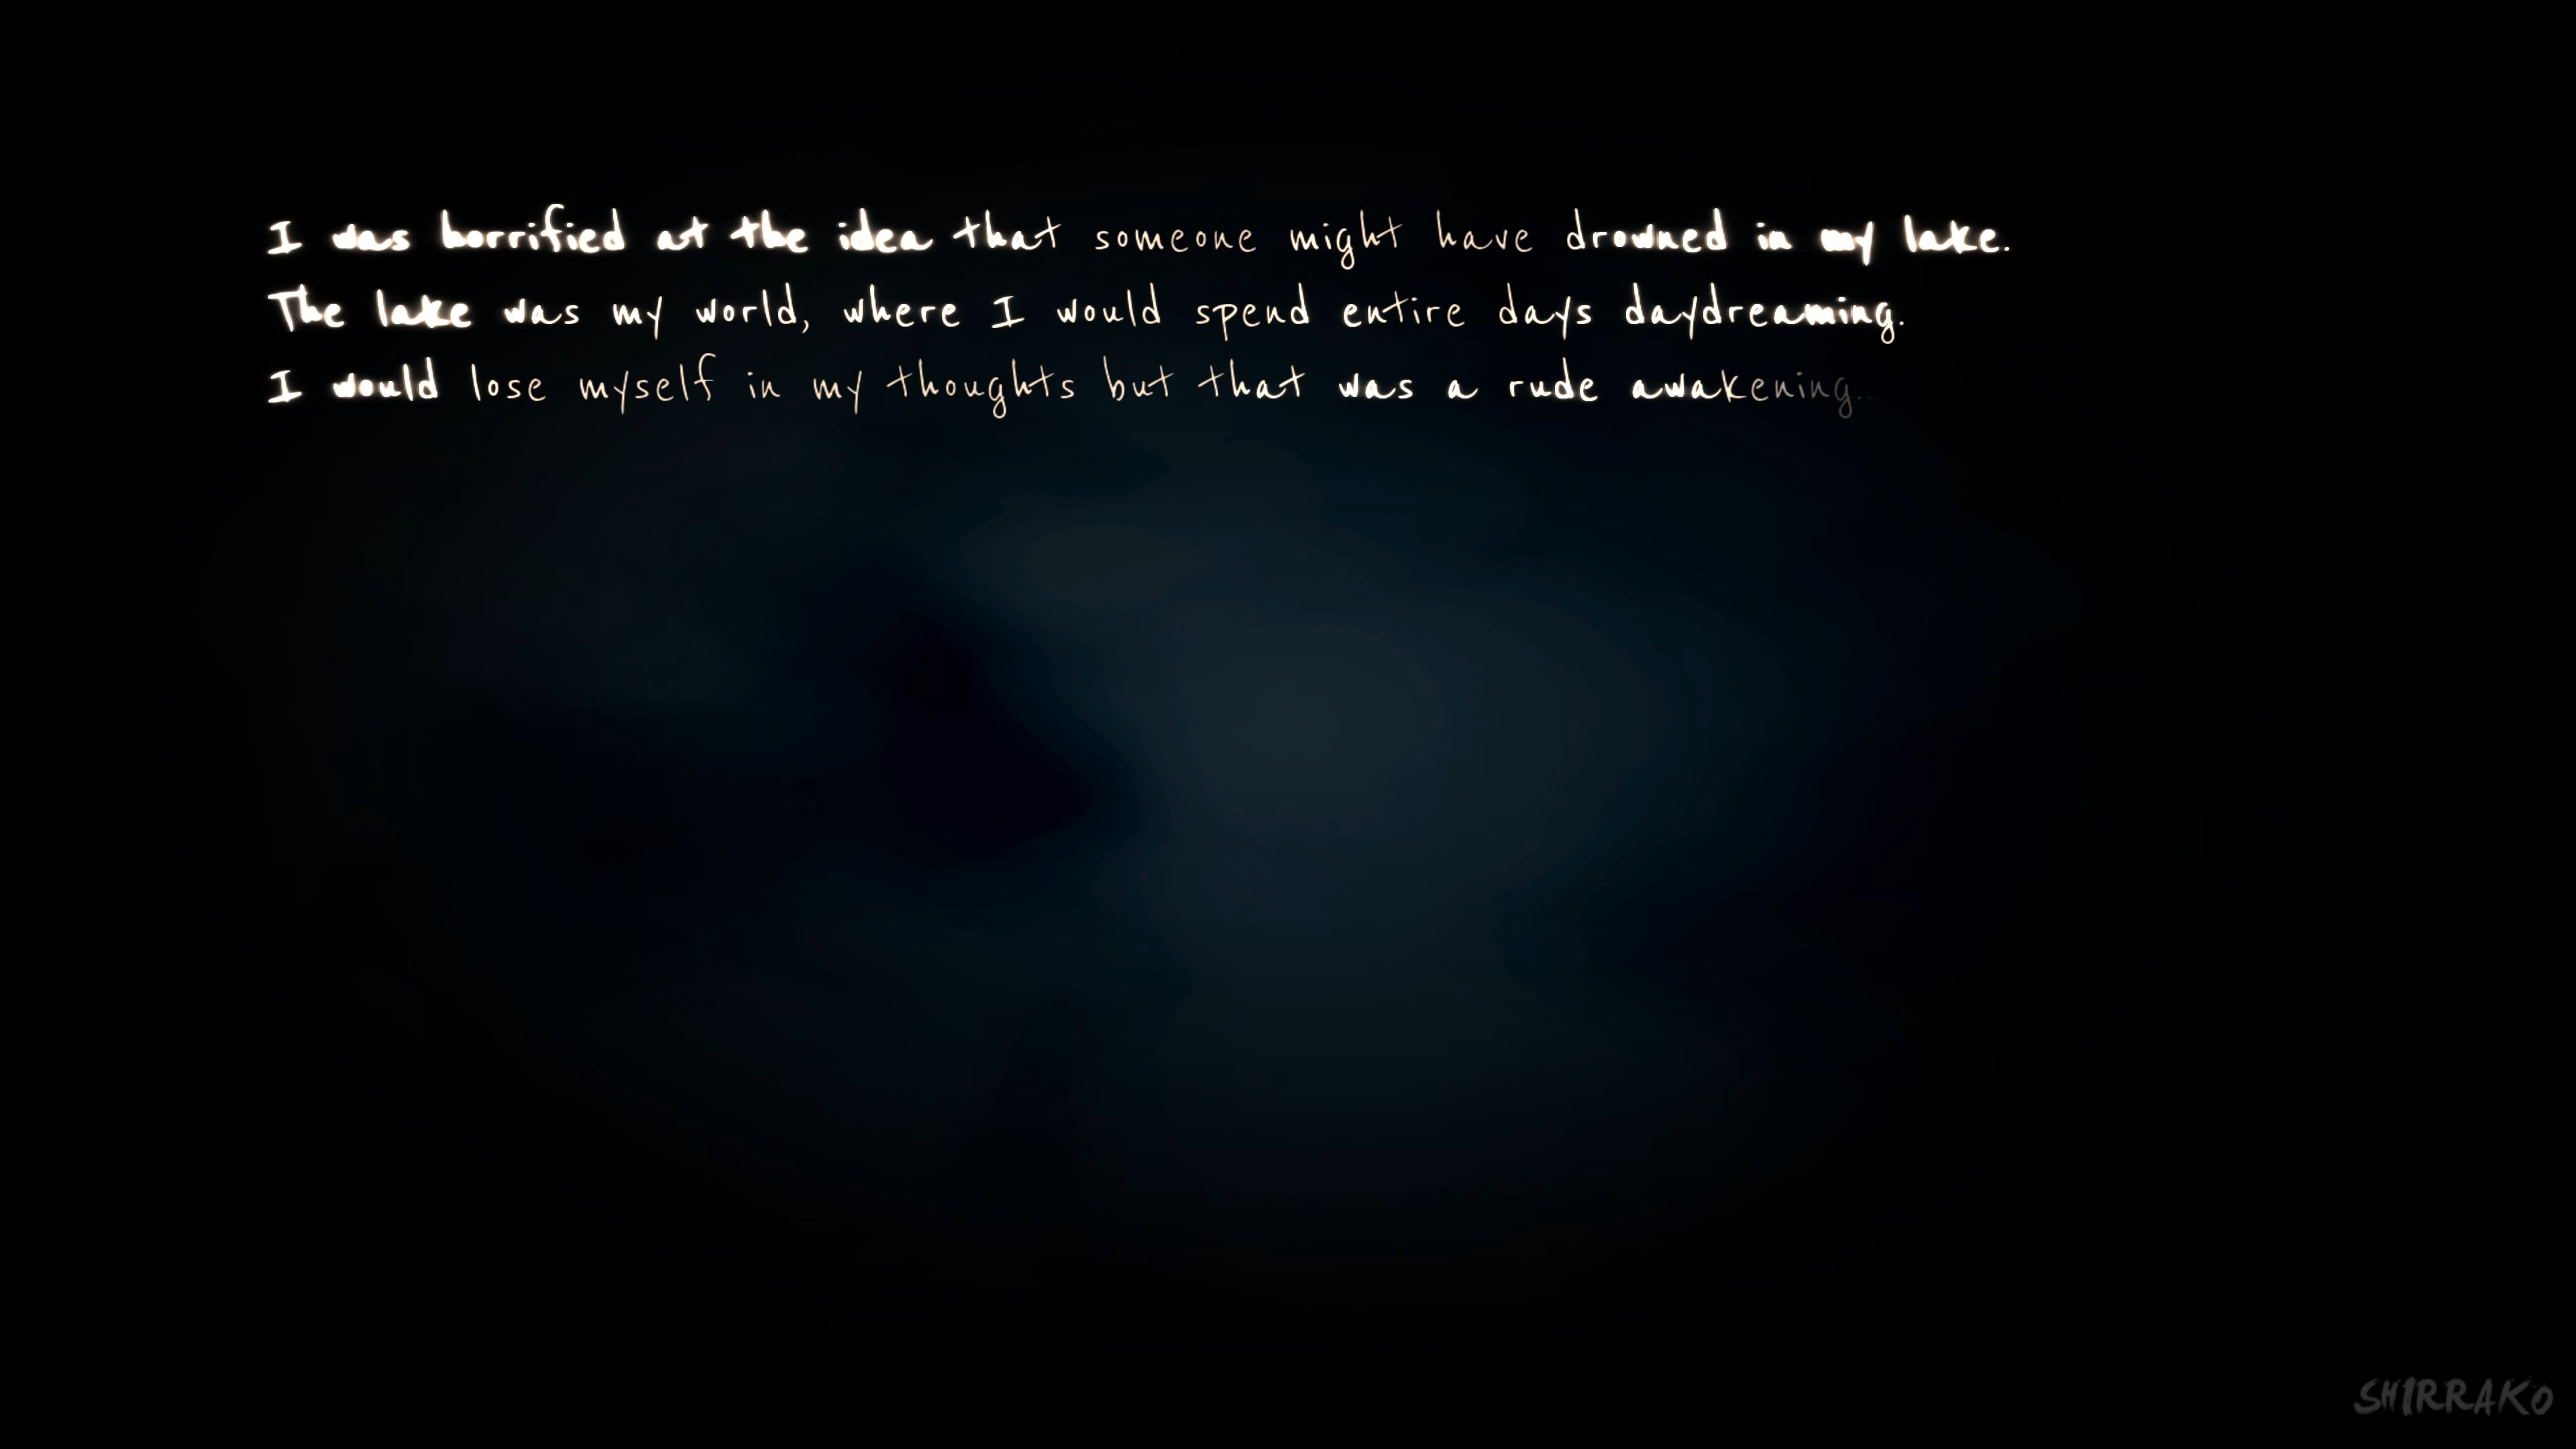 I was horrified at the idea that someone might have drowned in my lake.
The lake was my world, where I would spend entire days daydreaming.
I would lose myself in my thoughts but that was a rude awakening...
SHIRRAKO